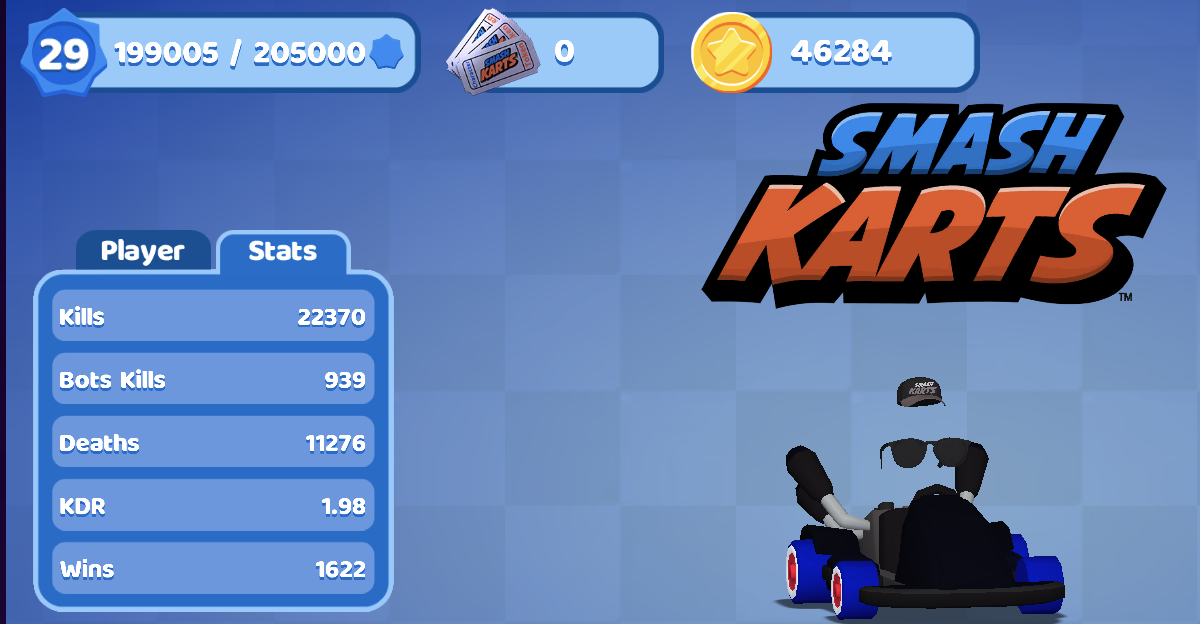 29 199005 / 205000
0
46284
SMASH
KARTS
TM
Player Stats
Kills 22370
Bots Kills 939
Deaths 11276
KDR 1.98
Wins 1622
SMASH
KARTS
SMASH
KARTS